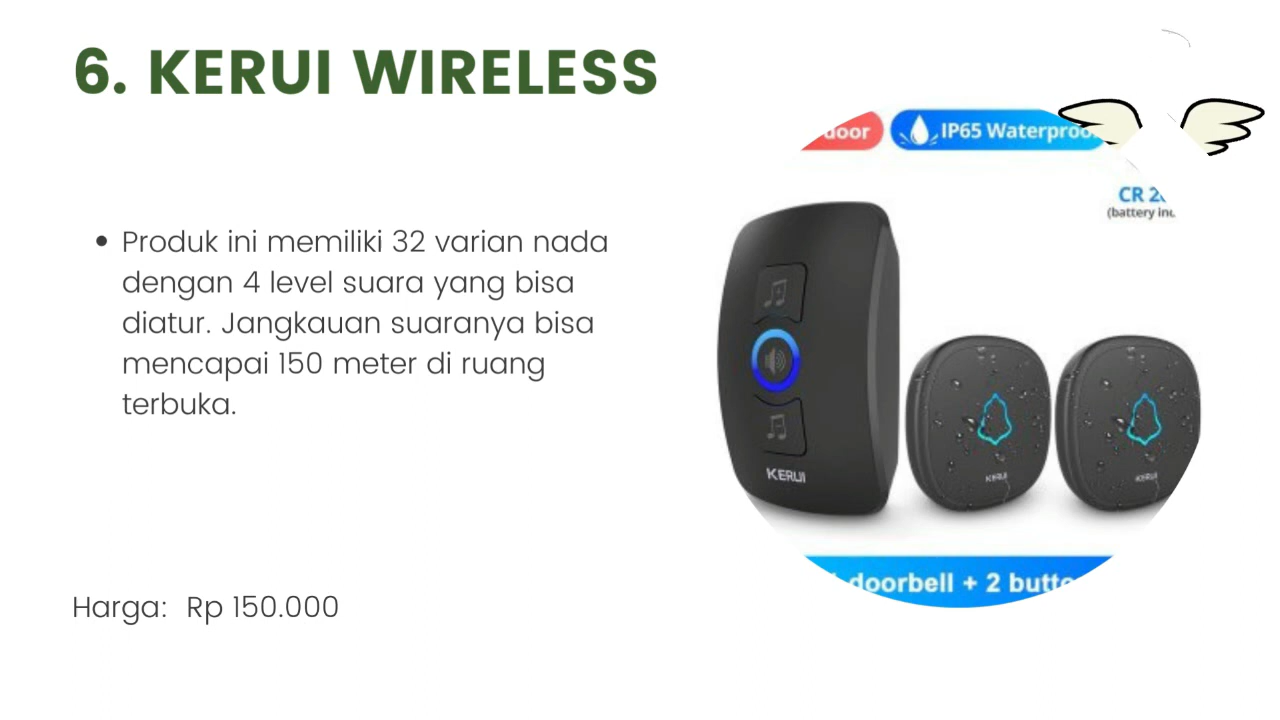 6. KERUI WIRELESS
door
IP65 Waterproo
CR 2
(battery inc
• Produk ini memiliki 32 varian nada
dengan 4 level suara yang bisa
diatur. Jangkauan suaranya bisa
mencapai 150 meter di ruang
terbuka.
KERUI
KERUI
KERUI
doorbell + 2 butto
Harga: Rp 150.000